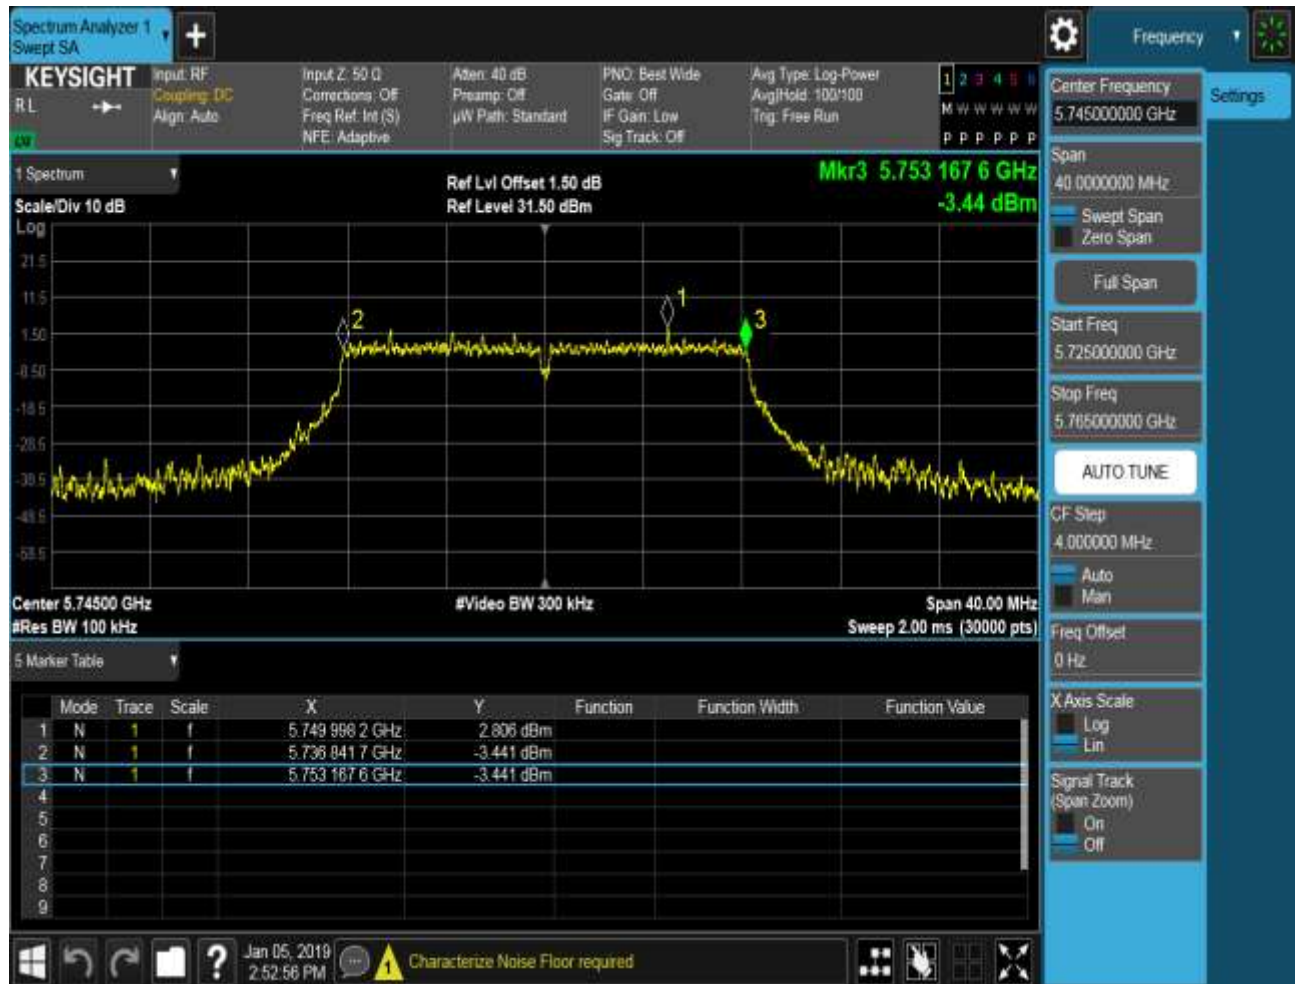 Spectrum Analyzer 1
Swept SA
+
Frequency
KEYSIGHT
R L
Input: RF
Coupling: DC
Align: Auto
Input Z: 50 Ω
Corrections: Off
Freq Ref: Int (S)
NFE: Adaptive
Atten: 40 dB
Preamp: Off
µW Path: Standard
PNO: Best Wide
Gate: Off
IF Gain: Low
Sig Track: Off
Avg Type: Log-Power
Avg|Hold: 100/100
Trig: Free Run
1 2 3 4 5 6
M W W W W W
P P P P P P
1 Spectrum
Scale/Div 10 dB
Ref Lvl Offset 1.50 dB
Ref Level 31.50 dBm
Mkr3 5.753 167 6 GHz
-3.44 dBm
Log
21.5
11.5
1.50
-8.50
-18.5
-28.5
-38.5
-48.5
-58.5
2
1
3
Center 5.74500 GHz
#Res BW 100 kHz
#Video BW 300 kHz
Span 40.00 MHz
Sweep 2.00 ms (30000 pts)
5 Marker Table
Mode Trace Scale X Y Function Function Width Function Value
1 N 1 f 5.749 998 2 GHz 2.806 dBm
2 N 1 f 5.736 841 7 GHz -3.441 dBm
3 N 1 f 5.753 167 6 GHz -3.441 dBm
4
5
6
7
8
9
Center Frequency
5.745000000 GHz
Settings
Span
40.0000000 MHz
Swept Span
Zero Span
Full Span
Start Freq
5.725000000 GHz
Stop Freq
5.765000000 GHz
AUTO TUNE
CF Step
4.000000 MHz
Auto
Man
Freq Offset
0 Hz
X Axis Scale
Log
Lin
Signal Track
(Span Zoom)
On
Off
?
Jan 05, 2019
2:52:56 PM
1
Characterize Noise Floor required